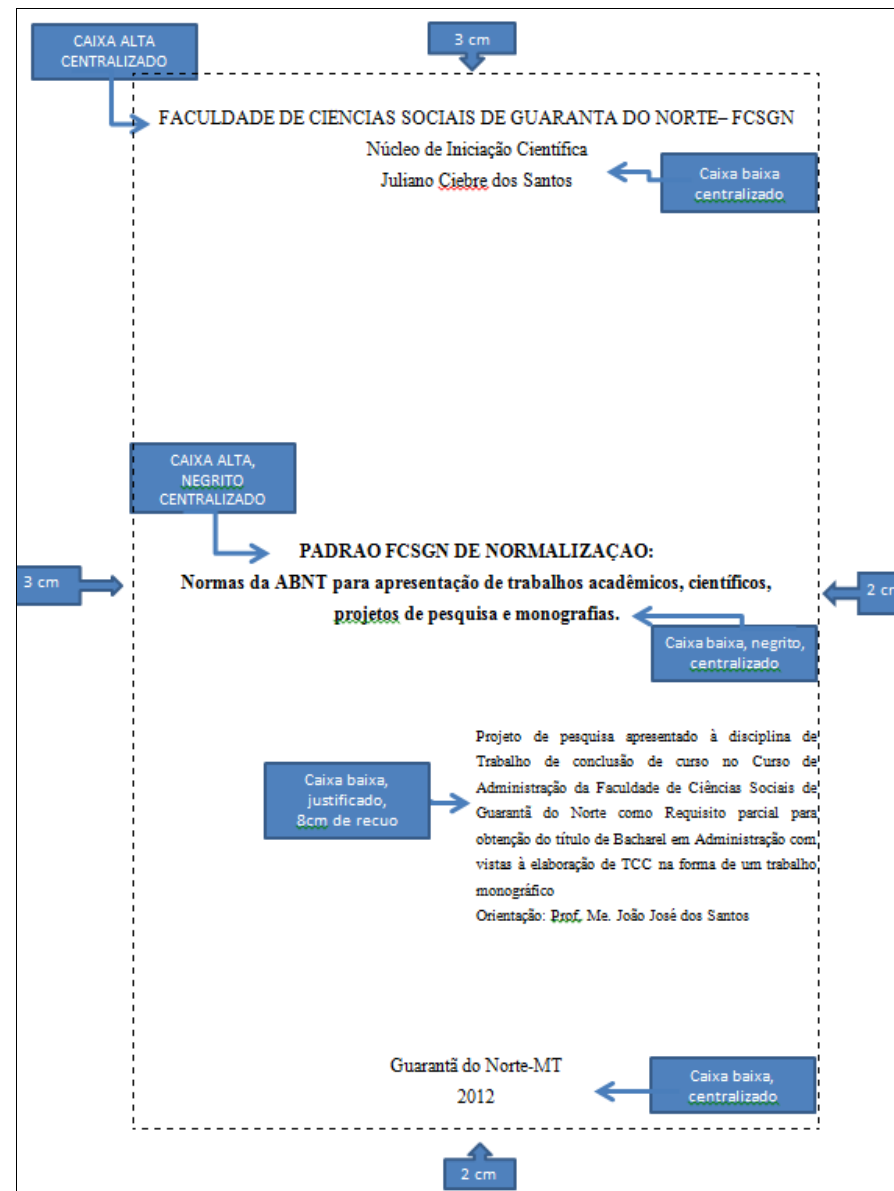 CAIXA ALTA
CENTRALIZADO
3 cm
FACULDADE DE CIENCIAS SOCIAIS DE GUARANTA DO NORTE– FCSGN
Núcleo de Iniciação Científica
Juliano Ciebre dos Santos
Caixa baixa
centralizado
CAIXA ALTA,
NEGRITO
CENTRALIZADO
PADRAO FCSGN DE NORMALIZAÇAO:
3 cm
Normas da ABNT para apresentação de trabalhos acadêmicos, científicos,
2 cm
projetos de pesquisa e monografias.
Caixa baixa, negrito,
centralizado
Projeto de pesquisa apresentado à disciplina de
Trabalho de conclusão de curso no Curso de
Administração da Faculdade de Ciências Sociais de
Guarantã do Norte como Requisito parcial para
obtenção do título de Bacharel em Administração com
vistas à elaboração de TCC na forma de um trabalho
monográfico
Orientação: Prof. Me. João José dos Santos
Caixa baixa,
justificado,
8cm de recuo
Guarantã do Norte-MT
2012
Caixa baixa,
centralizado
2 cm